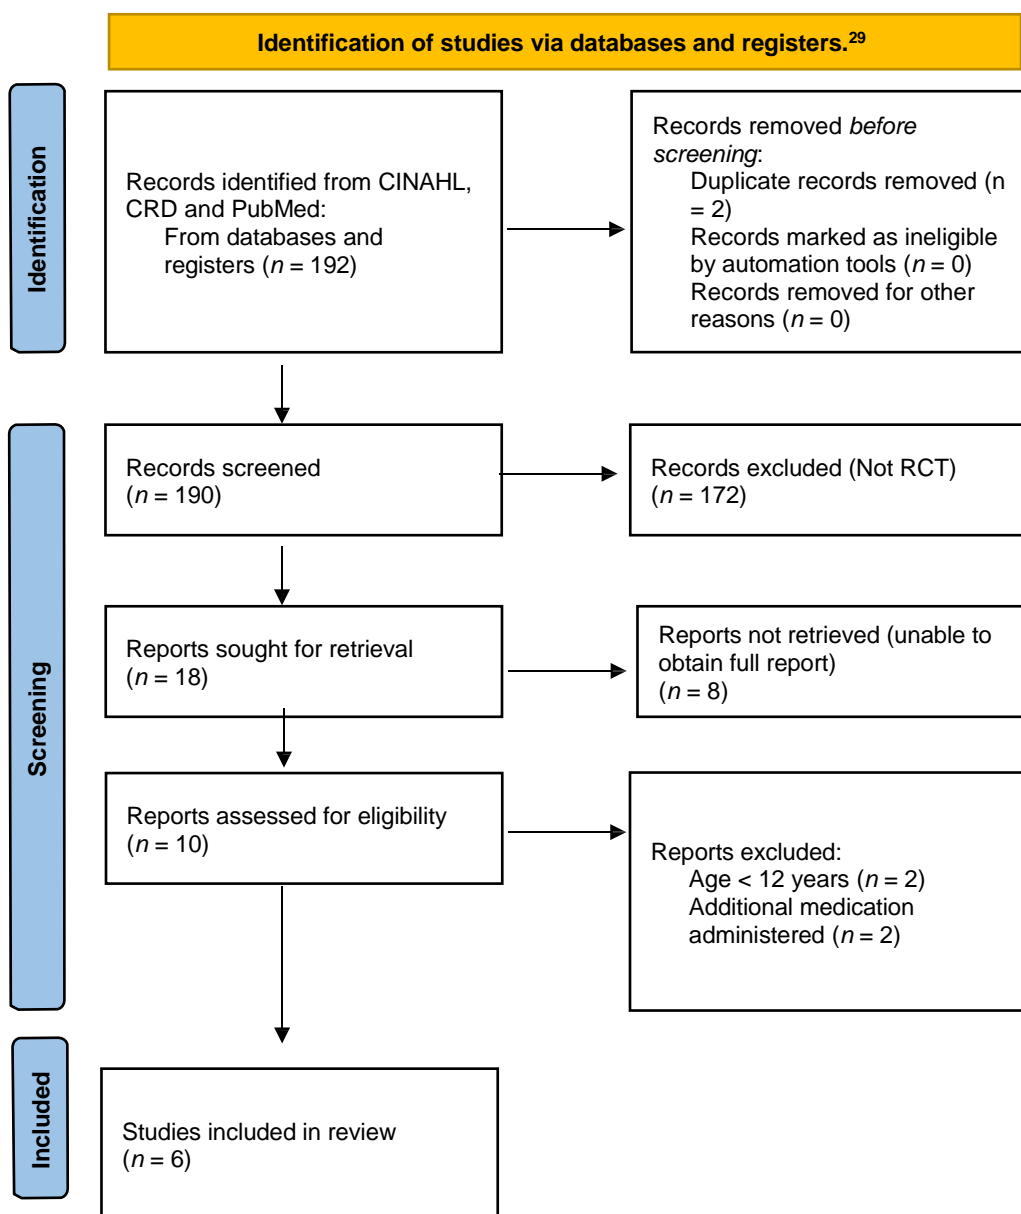 Identification of studies via databases and registers.29
Identification
Records identified from CINAHL,
CRD and PubMed:
From databases and
registers (n = 192)
Records removed before
screening:
Duplicate records removed (n
= 2)
Records marked as ineligible
by automation tools (n = 0)
Records removed for other
reasons (n = 0)
Screening
Records screened
(n = 190)
Records excluded (Not RCT)
(n = 172)
Reports sought for retrieval
(n = 18)
Reports not retrieved (unable to
obtain full report)
(n = 8)
Reports assessed for eligibility
(n = 10)
Reports excluded:
Age < 12 years (n = 2)
Additional medication
administered (n = 2)
Included
Studies included in review
(n = 6)